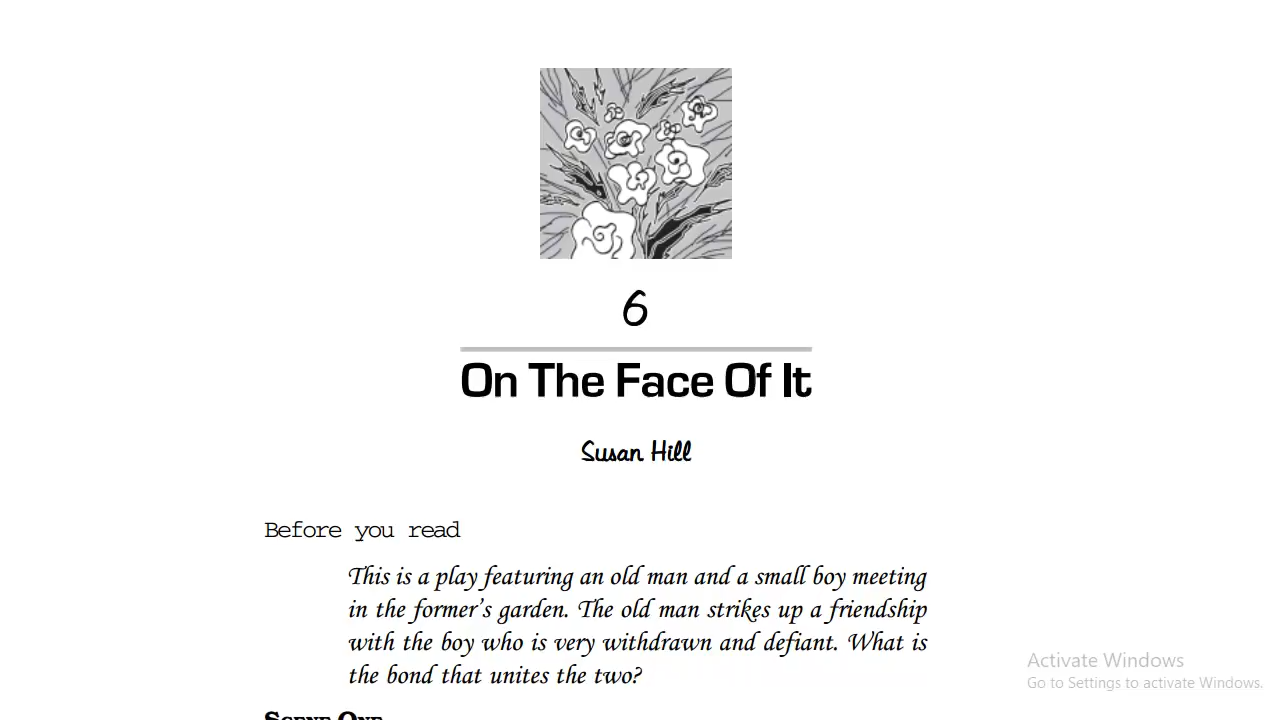 6
On The Face Of It
Susan Hill
Before you read
This is a play featuring an old man and a small boy meeting
in the former's garden. The old man strikes up a friendship
with the boy who is very withdrawn and defiant. What is
the bond that unites the two?
SCENE ONE
Activate Windows
Go to Settings to activate Windows.